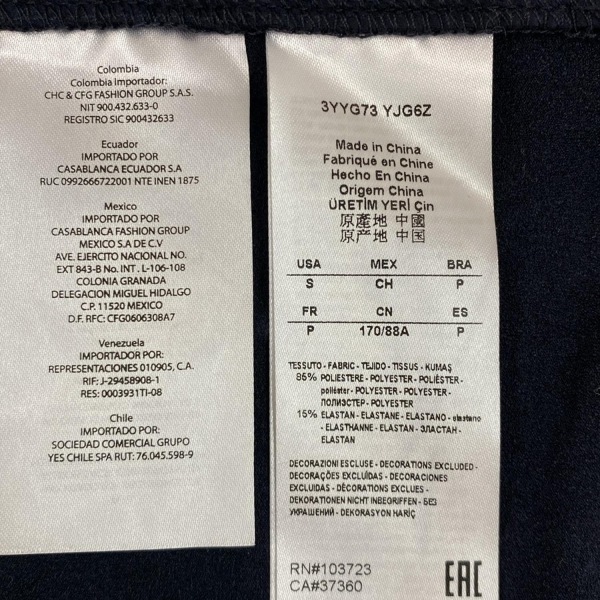 Colombia
Colombia Importador:
CHC & CFG FASHION GROUP S.A.S.
NIT 900.432.633-0
REGISTRO SIC 900432633
Ecuador
IMPORTADO POR
CASABLANCA ECUADOR S.A
RUC 0992666722001 NTE INEN 1875
Mexico
IMPORTADO POR
CASABLANCA FASHION GROUP
MEXICO S.A DE C.V
AVE. EJERCITO NACIONAL NO.
EXT 843-B No INT . L-106-108
COLONIA GRANADA
DELEGACION MIGUEL HIDALGO
C.P. 11520 MEXICO
D.F. RFC: CFG0606308A7
Venezuela
IMPORTADOR POR:
REPRESENTACIONES 010905, C.A.
RIF: J-29458908-1
RES: 0003931TI-08
Chile
IMPORTADO POR:
SOCIEDAD COMERCIAL GRUPO
YES CHILE SPA RUT: 76.045.598-9
3YYG73 YJG6Z
Made in China
Fabriqué en Chine
Hecho En China
Origem China
ÜRETİM YERİ Çin
原產地 中國
原产地 中国
USA MEX BRA
S CH P
FR CN ES
P 170/88A P
TESSUTO - FABRIC - TEJIDO - TISSUS - KUMAŞ
85% POLIESTERE - POLYESTER - POLIÉSTER -
poliéster - POLYESTER - POLYESTER -
ПОЛИЭСТЕР - POLYESTER
15% ELASTAN - ELASTANE - ELASTANO - elastano
- ELASTHANNE - ELASTAN - ЭЛАСТАН -
ELASTAN
DECORAZIONI ESCLUSE - DECORATIONS EXCLUDED -
DECORAÇÕES EXCLUÍDAS - DECORACIONES
EXCLUIDAS - DÉCORATIONS EXCLUES -
DEKORATIONEN NICHT INBEGRIFFEN - БЕЗ
УКРАШЕНИЙ - DEKORASYON HARİÇ
RN#103723
CA#37360
EAC